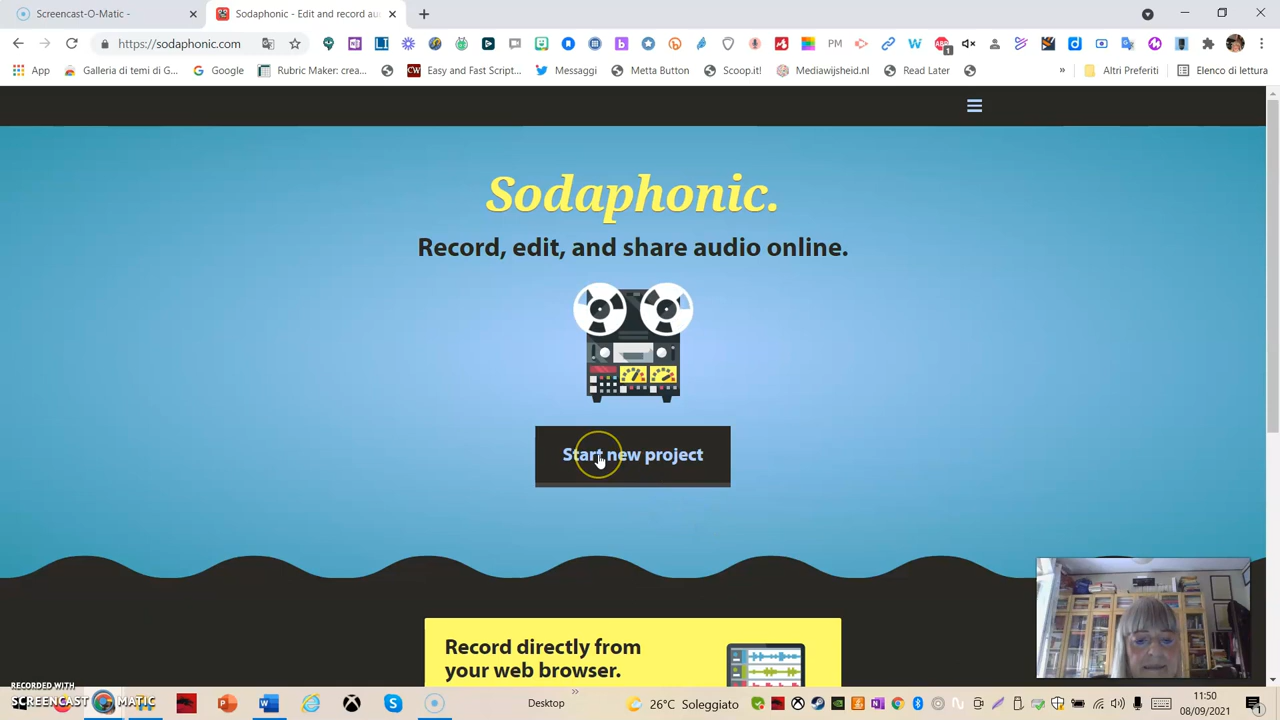 Screencast-O-Matic -
Sodaphonic - Edit and record au
https://sodaphonic.com
PM
1
App
Galleria di temi di G...
Google
Rubric Maker: crea...
CW
Easy and Fast Script...
Messaggi
Metta Button
Scoop.it!
Mediawijsheid.nl
Read Later
»
Altri Preferiti
Elenco di lettura
Sodaphonic.
Record, edit, and share audio online.
Start new project
Record directly from
your web browser.
RECORDED WITH
SCREENCAST MATIC
Desktop
26°C Soleggiato
11:50
08/09/2021